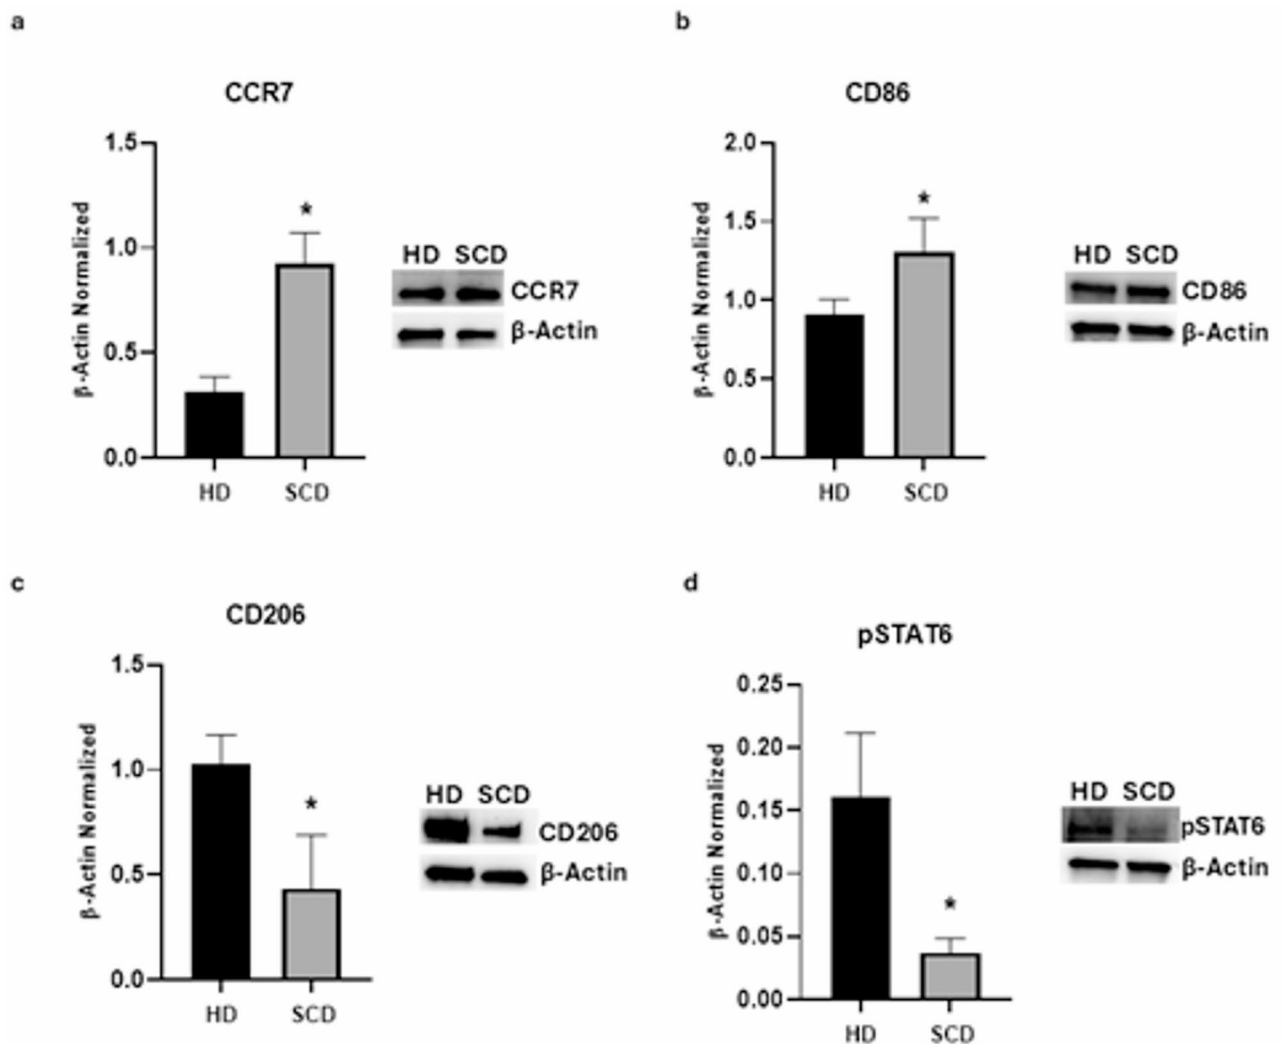 a
CCR7
β-Actin Normalized
1.5
1.0
0.5
0.0
*
HD
SCD
HD SCD
CCR7
β-Actin
b
CD86
β-Actin Normalized
2.0
1.5
1.0
0.5
0.0
*
HD
SCD
HD SCD
CD86
β-Actin
c
CD206
β-Actin Normalized
1.5
1.0
0.5
0.0
*
HD
SCD
HD SCD
CD206
β-Actin
d
pSTAT6
β-Actin Normalized
0.25
0.20
0.15
0.10
0.05
0.00
*
HD
SCD
HD SCD
pSTAT6
β-Actin